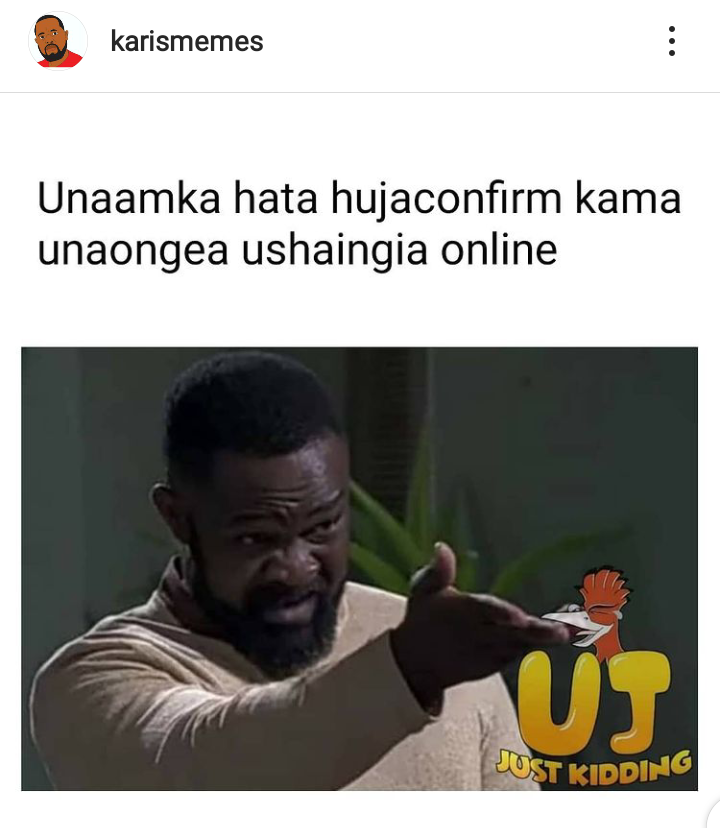 karismemes
Unaamka hata hujaconfirm kama
unaongea ushaingia online
UJ
JUST KIDDING